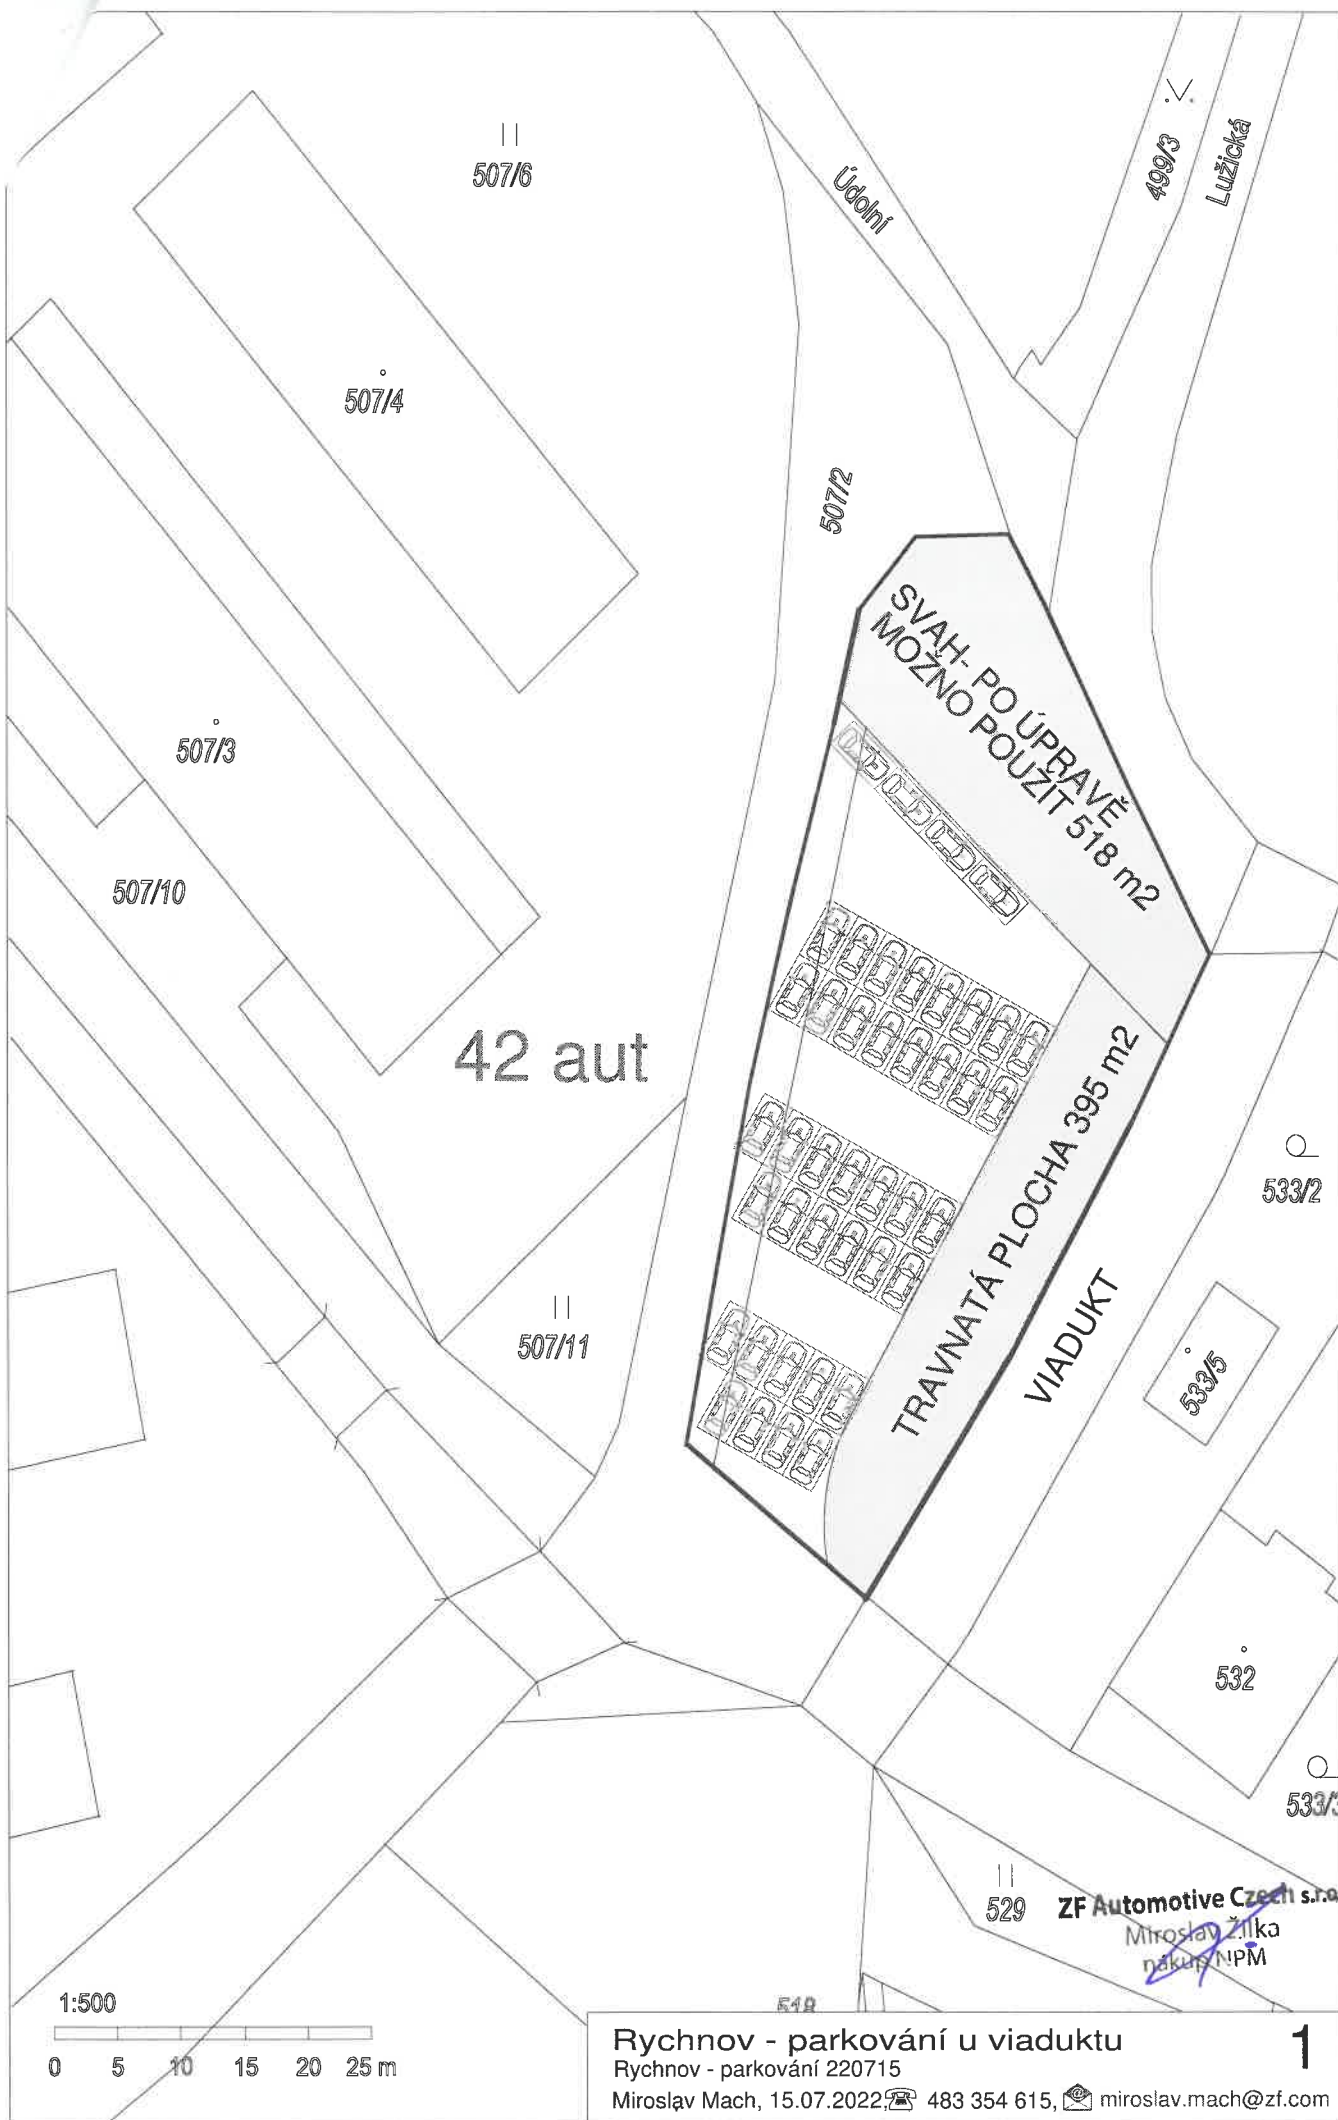 507/6
Údolní
499/3
Lužická
507/4
507/2
SVAH- PO ÚPRAVĚ
MOŽNO POUŽÍT 518 m2
507/3
507/10
42 aut
TRAVNATÁ PLOCHA 395 m2
VIADUKT
533/2
507/11
533/5
532
533/3
529
ZF Automotive Czech s.r.o.
Miroslav Žilka
nákup NPM
518
1:500
0 5 10 15 20 25 m
Rychnov - parkování u viaduktu
1
Rychnov - parkování 220715
Miroslav Mach, 15.07.2022, 483 354 615, miroslav.mach@zf.com